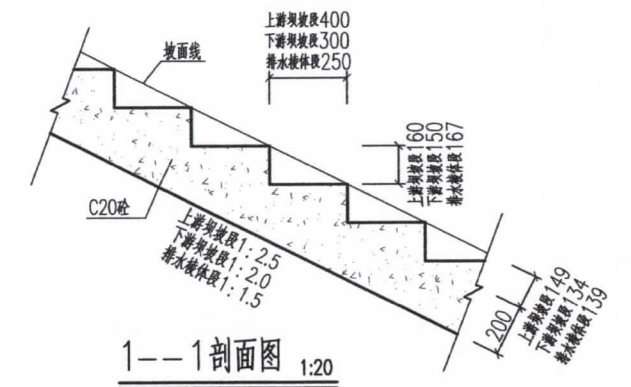 上游坝坡段400
下游坝坡段300
排水棱体段250
坡面线
上游坝坡段160
下游坝坡段150
排水棱体段167
C20砼
上游坝坡段1:2.5
下游坝坡段1:2.0
排水棱体段1:1.5
200
上游坝坡段149
下游坝坡段134
排水棱体段139
1--1剖面图 1:20